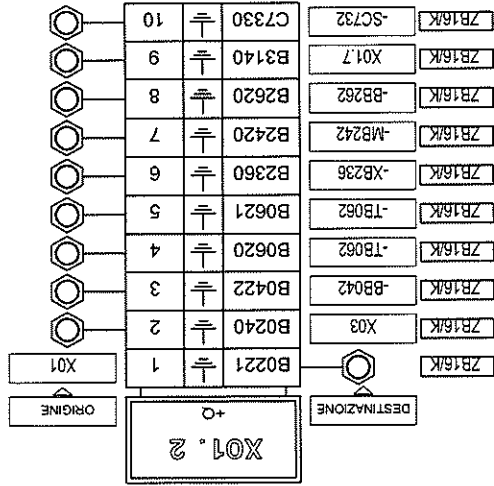 X01.2
+Q
DESTINAZIONE
ORIGINE
ZB16/K B0221 1 X01
ZB16/K X03 B0240 2
ZB16/K -BB042 B0422 3
ZB16/K -TB062 B0620 4
ZB16/K -TB062 B0621 5
ZB16/K -XB236 B2360 6
ZB16/K -MB242 B2420 7
ZB16/K -BB262 B2620 8
ZB16/K X01.7 B3140 9
ZB16/K -SC732 C7330 10